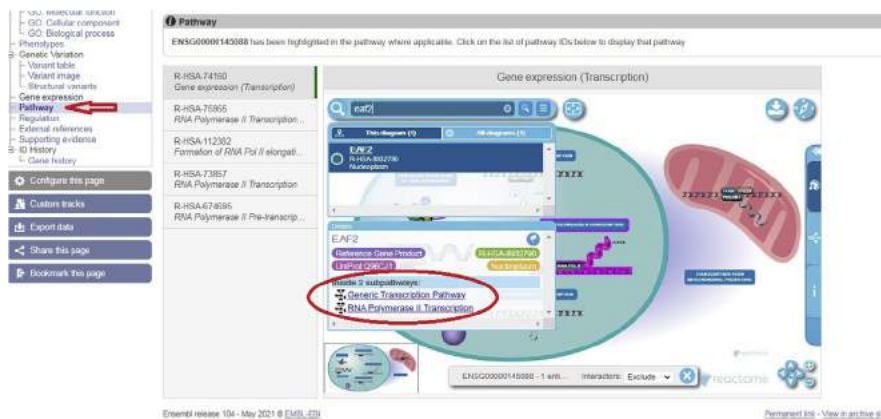 GO: Molecular function
GO: Cellular component
GO: Biological process
Phenotypes
Genetic Variation
Variant table
Variant image
Structural variants
Gene expression
Pathway
Regulation
External references
Supporting evidence
ID History
Gene history
Configure this page
Custom tracks
Export data
Share this page
Bookmark this page
Pathway
ENSG00000145088 has been highlighted in the pathway where applicable. Click on the list of pathway IDs below to display that pathway
R-HSA-74160
Gene expression (Transcription)
R-HSA-75955
RNA Polymerase II Transcription...
R-HSA-112382
Formation of RNA Pol II elongati...
R-HSA-73857
RNA Polymerase II Transcription
R-HSA-674695
RNA Polymerase II Pre-transcrip...
Gene expression (Transcription)
eaf2
This diagram (1)
All diagrams (1)
EAF2
R-HSA-8932790
Nucleoplasm
Details
EAF2
Reference Gene Product
R-HSA-8932790
UniProt:Q96CJ1
Nucleoplasm
Inside 2 subpathways:
Generic Transcription Pathway
RNA Polymerase II Transcription
ENSG00000145088 - 1 enti...
Interactors:
Exclude
reactome
Ensembl release 104 - May 2021 © EMBL-EBI
Permanent link - View in archive si